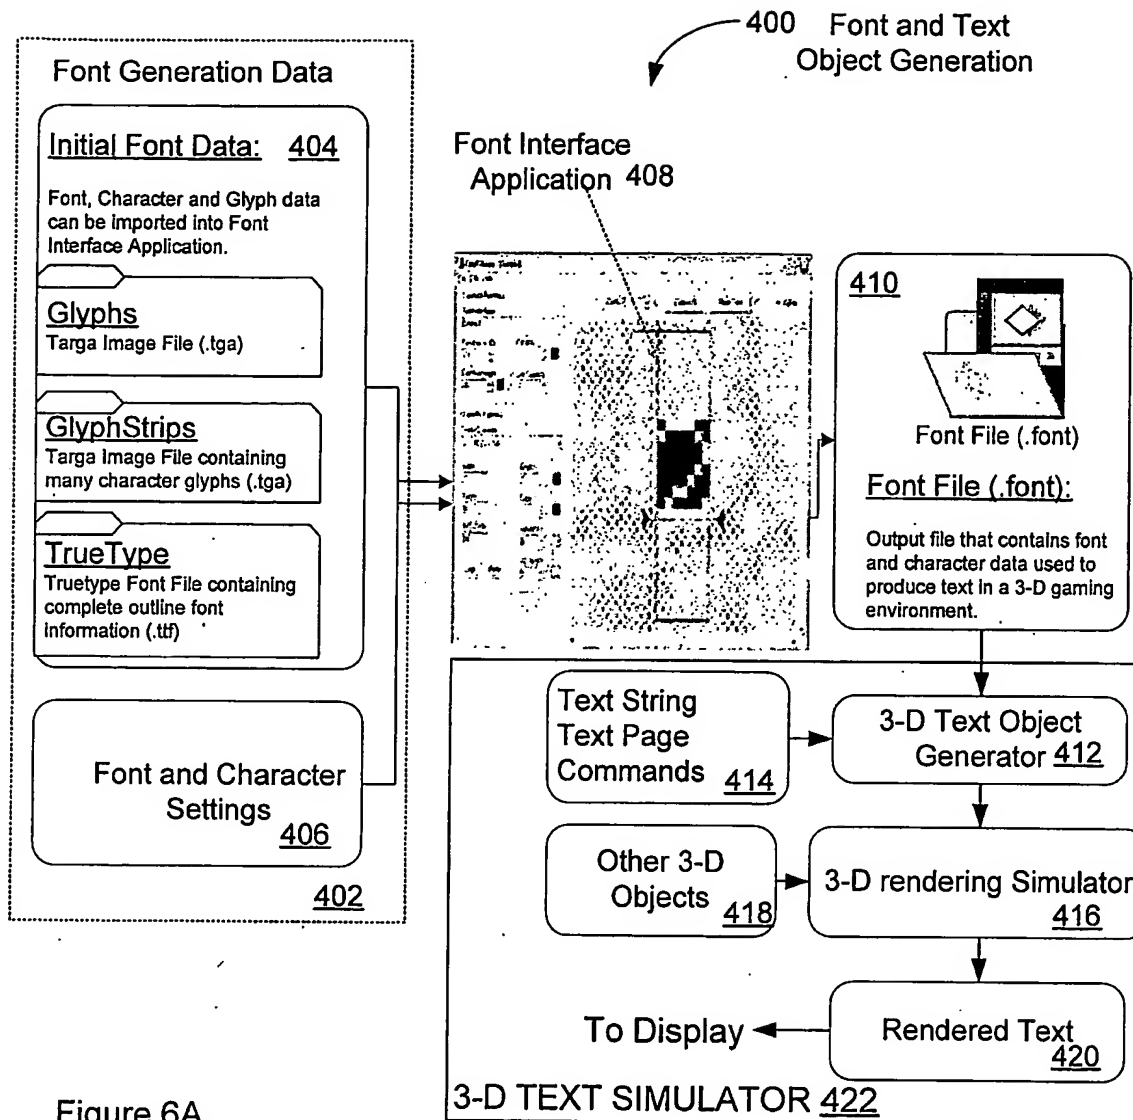 400 Font and Text
Object Generation
Font Generation Data
Initial Font Data: 404
Font, Character and Glyph data
can be imported into Font
Interface Application.
Glyphs
Targa Image File (.tga)
GlyphStrips
Targa Image File containing
many character glyphs (.tga)
TrueType
Truetype Font File containing
complete outline font
information (.ttf)
Font and Character
Settings
406
402
Font Interface
Application 408
410
Font File (.font)
Font File (.font):
Output file that contains font
and character data used to
produce text in a 3-D gaming
environment.
Text String
Text Page
Commands 414
3-D Text Object
Generator 412
Other 3-D
Objects 418
3-D rendering Simulator
416
To Display
Rendered Text
420
3-D TEXT SIMULATOR 422
Figure 6A